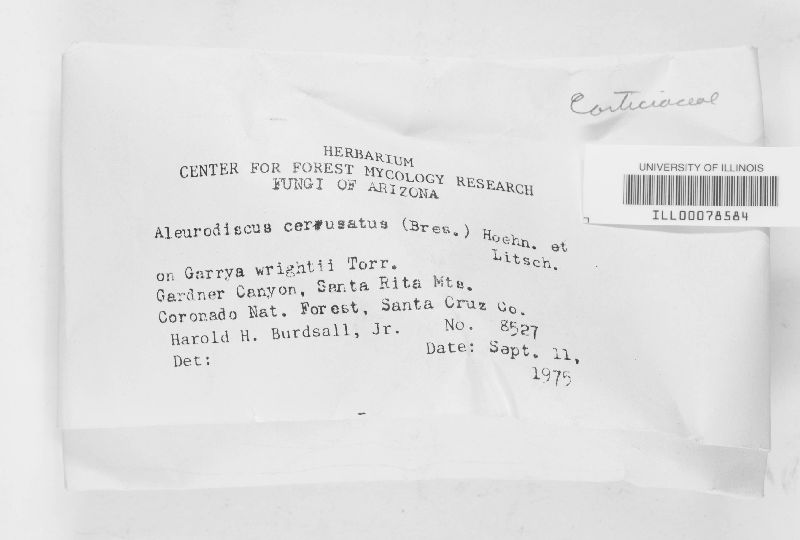 Corticiaceae
HERBARIUM
CENTER FOR FOREST MYCOLOGY RESEARCH
FUNGI OF ARIZONA
UNIVERSITY OF ILLINOIS
ILL00078584
Aleurodiscus cerrusatus (Bres.) Hoehn. et
Litsch.
on Garrya wrightii Torr.
Gardner Canyon, Santa Rita Mts.
Coronado Nat. Forest, Santa Cruz Co.
Harold H. Burdsall, Jr. No. 8527
Det: Date: Sept. 11,
1975